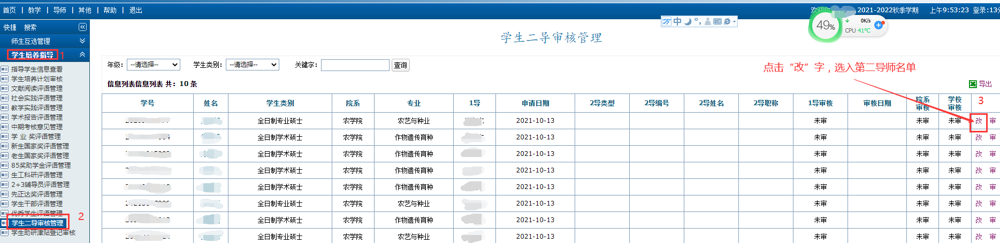 首页 | 教学 | 导师 | 其他 | 帮助 | 退出
2021-2022秋季学期 上午9:53:23 登录:13分
快捷 搜索
师生互选管理
学生培养指导 1
指导学生信息查看
学生培养计划审核
文献阅读评语管理
社会实践评语管理
教学实践评语管理
学术报告评语管理
中期考核意见管理
学 业 奖评语管理
新生国家奖评语管理
老生国家奖评语管理
85奖助学金评语管理
生工科研评语管理
2+3辅导员评语管理
先正达奖评语管理
学生干部评语管理
优秀学生评语管理
学生二导审核管理 2
学生助研津贴登记审核
中
49%
0K/s
CPU 41℃
学生二导审核管理
年级: --请选择-- 学生类别: --请选择-- 关键字: 查询
点击“改”字，选入第二导师名单
信息列表信息列表 共: 10 条
导出
学号 姓名 学生类别 院系 专业 1导 申请日期 2导类型 2导编号 2导姓名 2导职称 1导审核 审核日期 院系审核 学校审核 3
全日制专业硕士 农学院 农艺与种业 2021-10-13 未审 未审 未审 改 审
全日制学术硕士 农学院 作物遗传育种 2021-10-13 未审 未审 未审 改 审
全日制学术硕士 农学院 作物遗传育种 2021-10-13 未审 未审 未审 改 审
全日制学术硕士 农学院 作物遗传育种 2021-10-13 未审 未审 未审 改 审
全日制学术硕士 农学院 作物遗传育种 2021-10-13 未审 未审 未审 改 审
全日制专业硕士 农学院 农艺与种业 2021-10-13 未审 未审 未审 改 审
全日制学术硕士 农学院 作物遗传育种 2021-10-13 未审 未审 未审 改 审
全日制专业硕士 农学院 农艺与种业 2021-10-13 未审 未审 未审 改 审